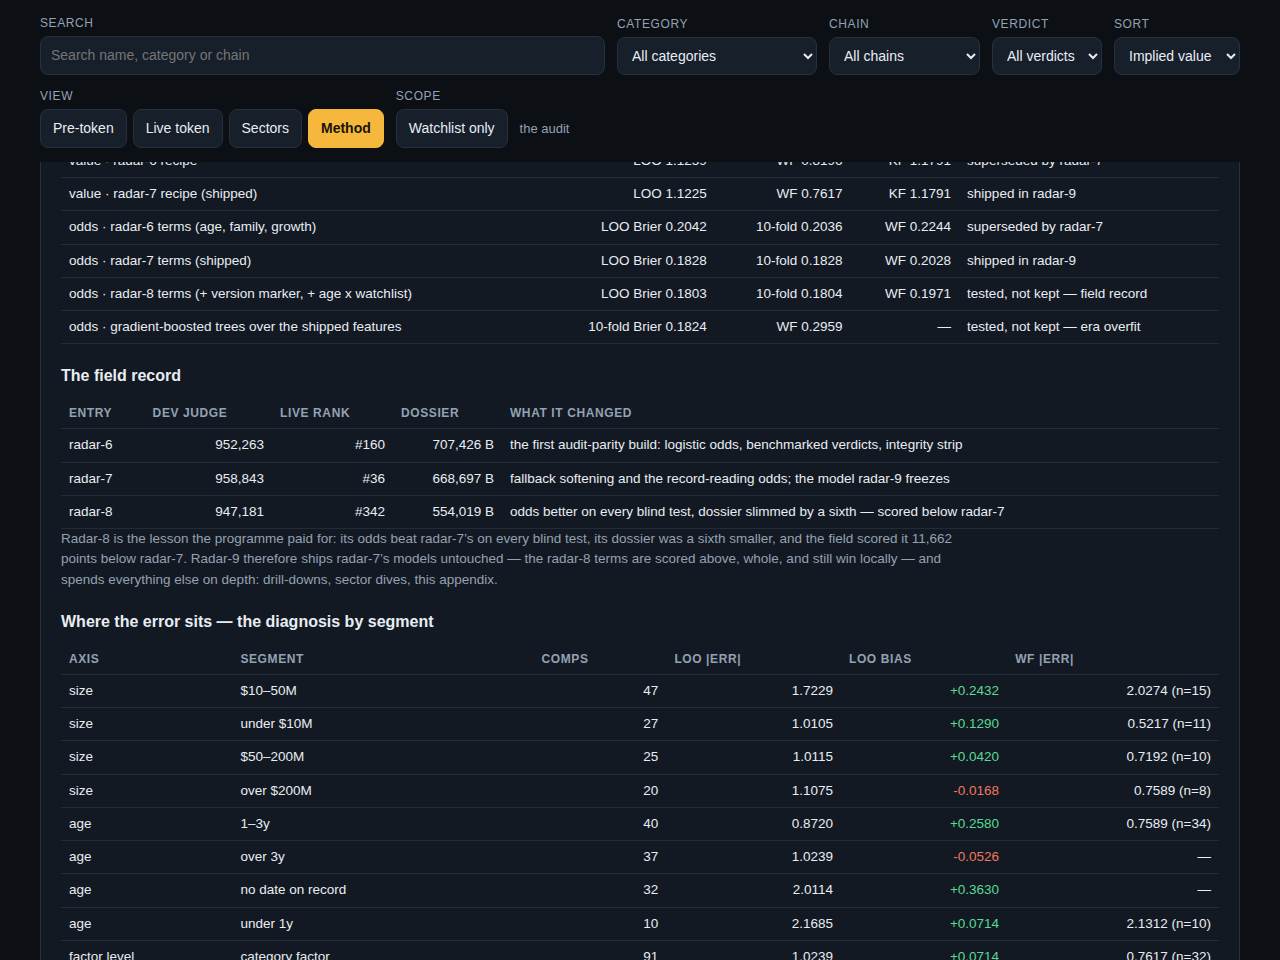 SEARCH
CATEGORY
CHAIN
VERDICT
SORT
Search name, category or chain
All categories
All chains
All verdicts
Implied value
VIEW
SCOPE
Pre-token
Live token
Sectors
Method
Watchlist only
the audit
value · radar-7 recipe (shipped) LOO 1.1225 WF 0.7617 KF 1.1791 shipped in radar-9
odds · radar-6 terms (age, family, growth) LOO Brier 0.2042 10-fold 0.2036 WF 0.2244 superseded by radar-7
odds · radar-7 terms (shipped) LOO Brier 0.1828 10-fold 0.1828 WF 0.2028 shipped in radar-9
odds · radar-8 terms (+ version marker, + age x watchlist) LOO Brier 0.1803 10-fold 0.1804 WF 0.1971 tested, not kept — field record
odds · gradient-boosted trees over the shipped features 10-fold Brier 0.1824 WF 0.2959 — tested, not kept — era overfit
The field record
ENTRY DEV JUDGE LIVE RANK DOSSIER WHAT IT CHANGED
radar-6 952,263 #160 707,426 B the first audit-parity build: logistic odds, benchmarked verdicts, integrity strip
radar-7 958,843 #36 668,697 B fallback softening and the record-reading odds; the model radar-9 freezes
radar-8 947,181 #342 554,019 B odds better on every blind test, dossier slimmed by a sixth — scored below radar-7
Radar-8 is the lesson the programme paid for: its odds beat radar-7’s on every blind test, its dossier was a sixth smaller, and the field scored it 11,662
points below radar-7. Radar-9 therefore ships radar-7’s models untouched — the radar-8 terms are scored above, whole, and still win locally — and
spends everything else on depth: drill-downs, sector dives, this appendix.
Where the error sits — the diagnosis by segment
AXIS SEGMENT COMPS LOO |ERR| LOO BIAS WF |ERR|
size $10–50M 47 1.7229 +0.2432 2.0274 (n=15)
size under $10M 27 1.0105 +0.1290 0.5217 (n=11)
size $50–200M 25 1.0115 +0.0420 0.7192 (n=10)
size over $200M 20 1.1075 -0.0168 0.7589 (n=8)
age 1–3y 40 0.8720 +0.2580 0.7589 (n=34)
age over 3y 37 1.0239 -0.0526 —
age no date on record 32 2.0114 +0.3630 —
age under 1y 10 2.1685 +0.0714 2.1312 (n=10)
factor level category factor 91 1.0239 +0.0714 0.7617 (n=32)